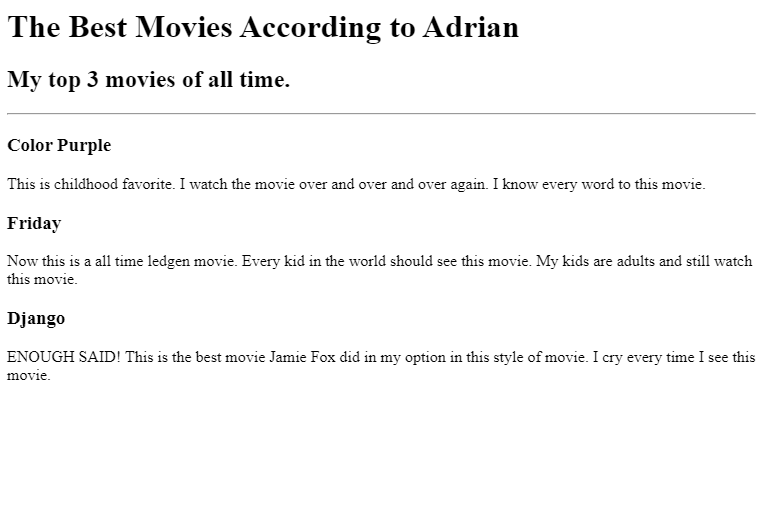 The Best Movies According to Adrian
My top 3 movies of all time.
Color Purple
This is childhood favorite. I watch the movie over and over and over again. I know every word to this movie.
Friday
Now this is a all time ledgen movie. Every kid in the world should see this movie. My kids are adults and still watch
this movie.
Django
ENOUGH SAID! This is the best movie Jamie Fox did in my option in this style of movie. I cry every time I see this
movie.